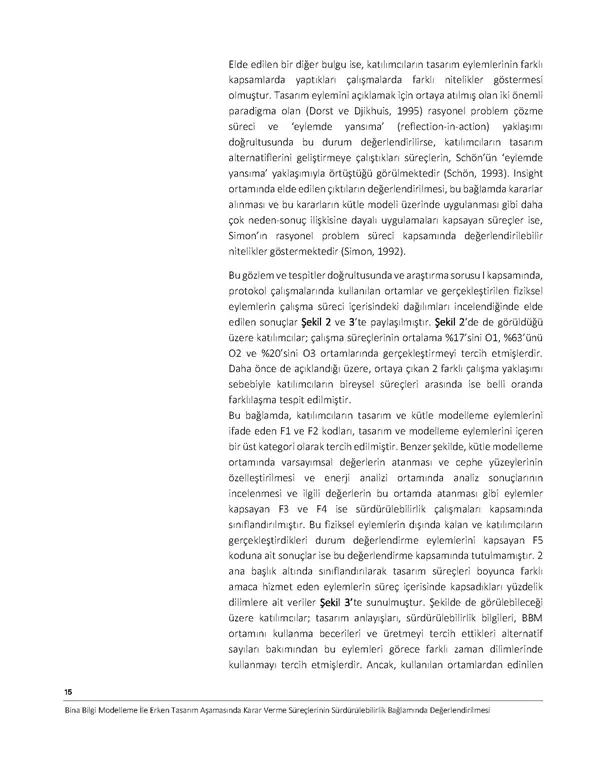 Elde edilen bir diğer bulgu ise, katılımcıların tasarım eylemlerinin farklı
kapsamlarda yaptıkları çalışmalarda farklı nitelikler göstermesi
olmuştur. Tasarım eylemini açıklamak için ortaya atılmış olan iki önemli
paradigma olan (Dorst ve Djikhuis, 1995) rasyonel problem çözme
süreci ve ‘eylemde yansıma’ (reflection-in-action) yaklaşımı
doğrultusunda bu durum değerlendirilirse, katılımcıların tasarım
alternatiflerini geliştirmeye çalıştıkları süreçlerin, Schön’ün ‘eylemde
yansıma’ yaklaşımıyla örtüştüğü görülmektedir (Schön, 1993). Insight
ortamında elde edilen çıktıların değerlendirilmesi, bu bağlamda kararlar
alınması ve bu kararların kütle modeli üzerinde uygulanması gibi daha
çok neden-sonuç ilişkisine dayalı uygulamaları kapsayan süreçler ise,
Simon’ın rasyonel problem süreci kapsamında değerlendirilebilir
nitelikler göstermektedir (Simon, 1992).
Bu gözlem ve tespitler doğrultusunda ve araştırma sorusu I kapsamında,
protokol çalışmalarında kullanılan ortamlar ve gerçekleştirilen fiziksel
eylemlerin çalışma süreci içerisindeki dağılımları incelendiğinde elde
edilen sonuçlar Şekil 2 ve 3’te paylaşılmıştır. Şekil 2’de de görüldüğü
üzere katılımcılar; çalışma süreçlerinin ortalama %17’sini O1, %63’ünü
O2 ve %20’sini O3 ortamlarında gerçekleştirmeyi tercih etmişlerdir.
Daha önce de açıklandığı üzere, ortaya çıkan 2 farklı çalışma yaklaşımı
sebebiyle katılımcıların bireysel süreçleri arasında ise belli oranda
farklılaşma tespit edilmiştir.
Bu bağlamda, katılımcıların tasarım ve kütle modelleme eylemlerini
ifade eden F1 ve F2 kodları, tasarım ve modelleme eylemlerini içeren
bir üst kategori olarak tercih edilmiştir. Benzer şekilde, kütle modelleme
ortamında varsayımsal değerlerin atanması ve cephe yüzeylerinin
özelleştirilmesi ve enerji analizi ortamında analiz sonuçlarının
incelenmesi ve ilgili değerlerin bu ortamda atanması gibi eylemler
kapsayan F3 ve F4 ise sürdürülebilirlik çalışmaları kapsamında
sınıflandırılmıştır. Bu fiziksel eylemlerin dışında kalan ve katılımcıların
gerçekleştirdikleri durum değerlendirme eylemlerini kapsayan F5
koduna ait sonuçlar ise bu değerlendirme kapsamında tutulmamıştır. 2
ana başlık altında sınıflandırılarak tasarım süreçleri boyunca farklı
amaca hizmet eden eylemlerin süreç içerisinde kapsadıkları yüzdelik
dilimlere ait veriler Şekil 3’te sunulmuştur. Şekilde de görülebileceği
üzere katılımcılar; tasarım anlayışları, sürdürülebilirlik bilgileri, BBM
ortamını kullanma becerileri ve üretmeyi tercih ettikleri alternatif
sayıları bakımından bu eylemleri görece farklı zaman dilimlerinde
kullanmayı tercih etmişlerdir. Ancak, kullanılan ortamlardan edinilen
15
Bina Bilgi Modelleme İle Erken Tasarım Aşamasında Karar Verme Süreçlerinin Sürdürülebilirlik Bağlamında Değerlendirilmesi